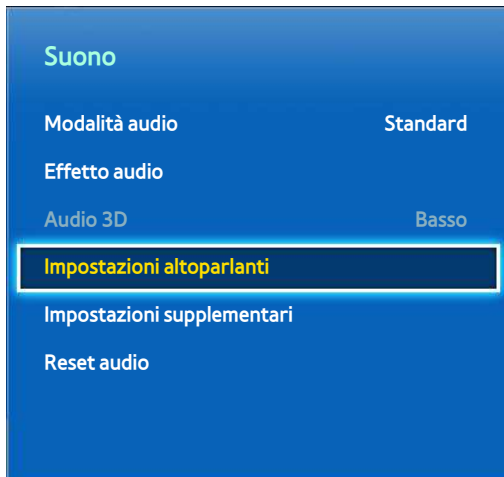 Suono
Modalità audio Standard
Effetto audio
Audio 3D Basso
Impostazioni altoparlanti
Impostazioni supplementari
Reset audio